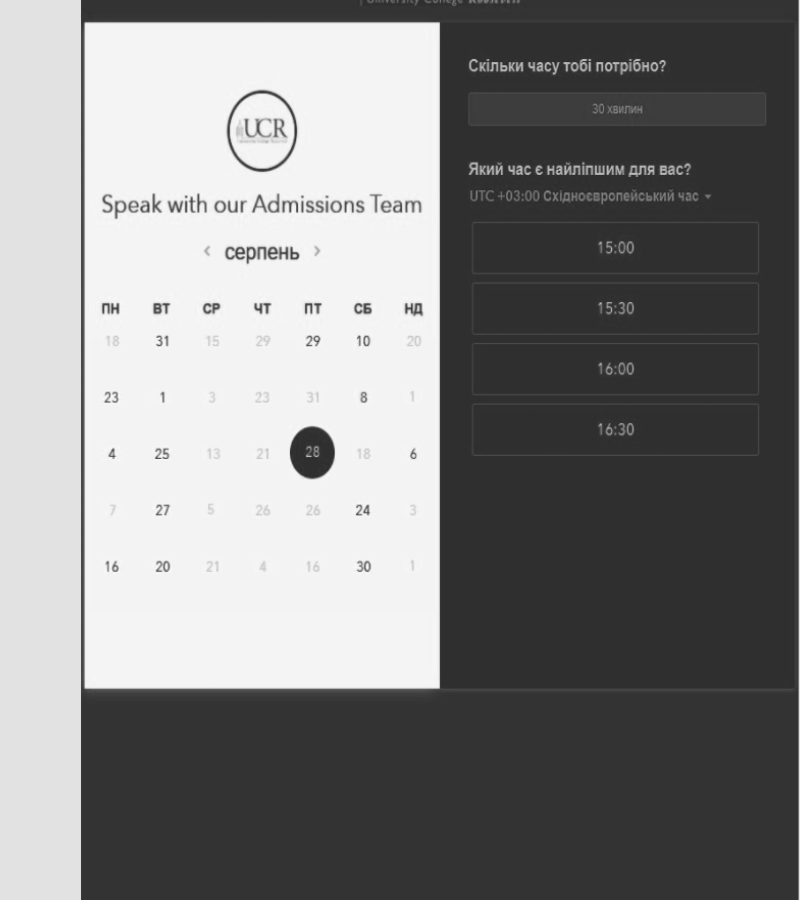 | University College
UCR
Speak with our Admissions Team
< серпень >
ПН ВТ СР ЧТ ПТ СБ НД
18 31 15 29 29 10 20
23 1 3 23 31 8 1
4 25 13 21 28 18 6
7 27 5 26 26 24 3
16 20 21 4 16 30 1
Скільки часу тобі потрібно?
30 хвилин
Який час є найліпшим для вас?
UTC +03:00 Східноєвропейський час
15:00
15:30
16:00
16:30